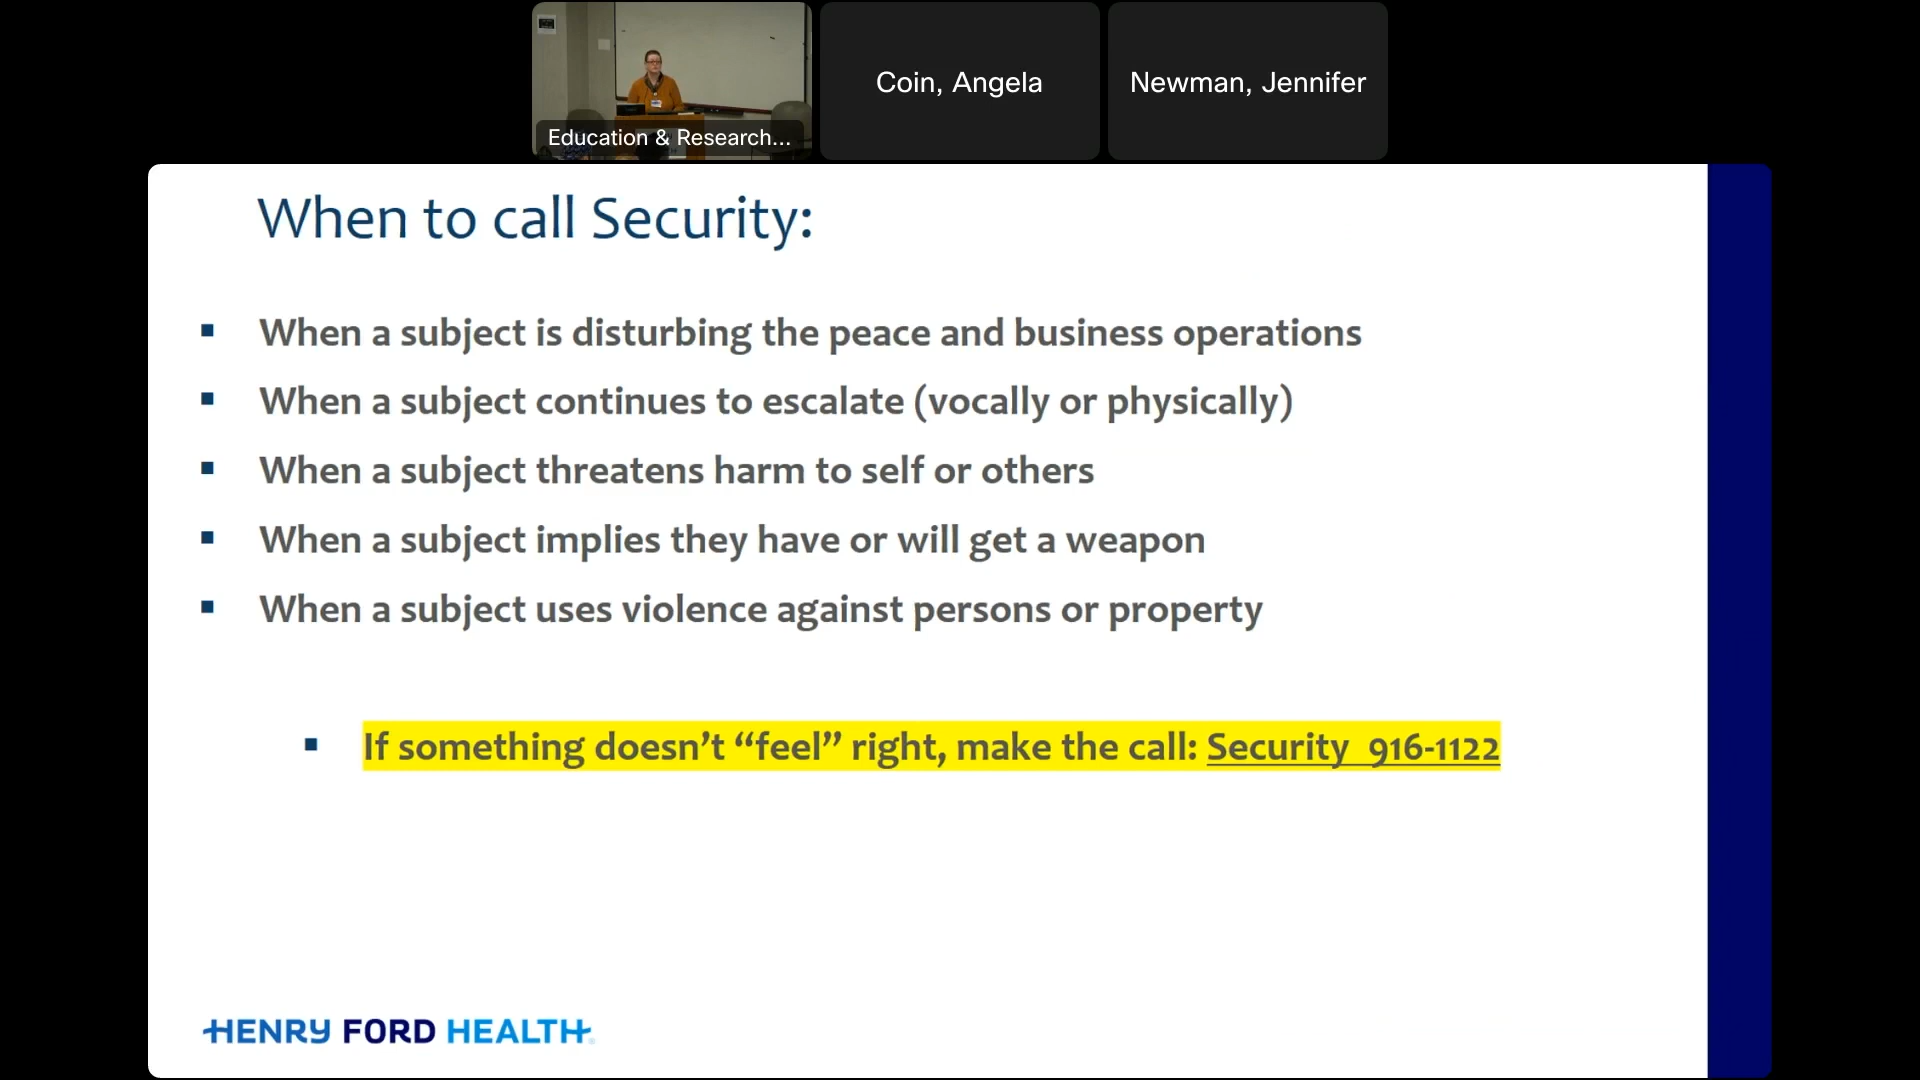 Education & Research...
Coin, Angela
Newman, Jennifer
When to call Security:
▪ When a subject is disturbing the peace and business operations
▪ When a subject continues to escalate (vocally or physically)
▪ When a subject threatens harm to self or others
▪ When a subject implies they have or will get a weapon
▪ When a subject uses violence against persons or property
▪ If something doesn’t “feel” right, make the call: Security 916-1122
HENRY FORD HEALTH